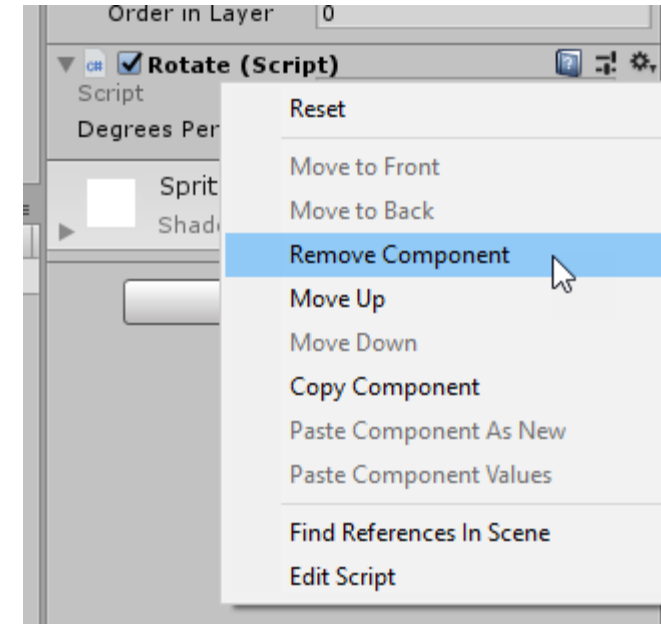 Order in Layer 0
c# Rotate (Script)
Script
Degrees Per
Sprit
Shad
Reset
Move to Front
Move to Back
Remove Component
Move Up
Move Down
Copy Component
Paste Component As New
Paste Component Values
Find References In Scene
Edit Script